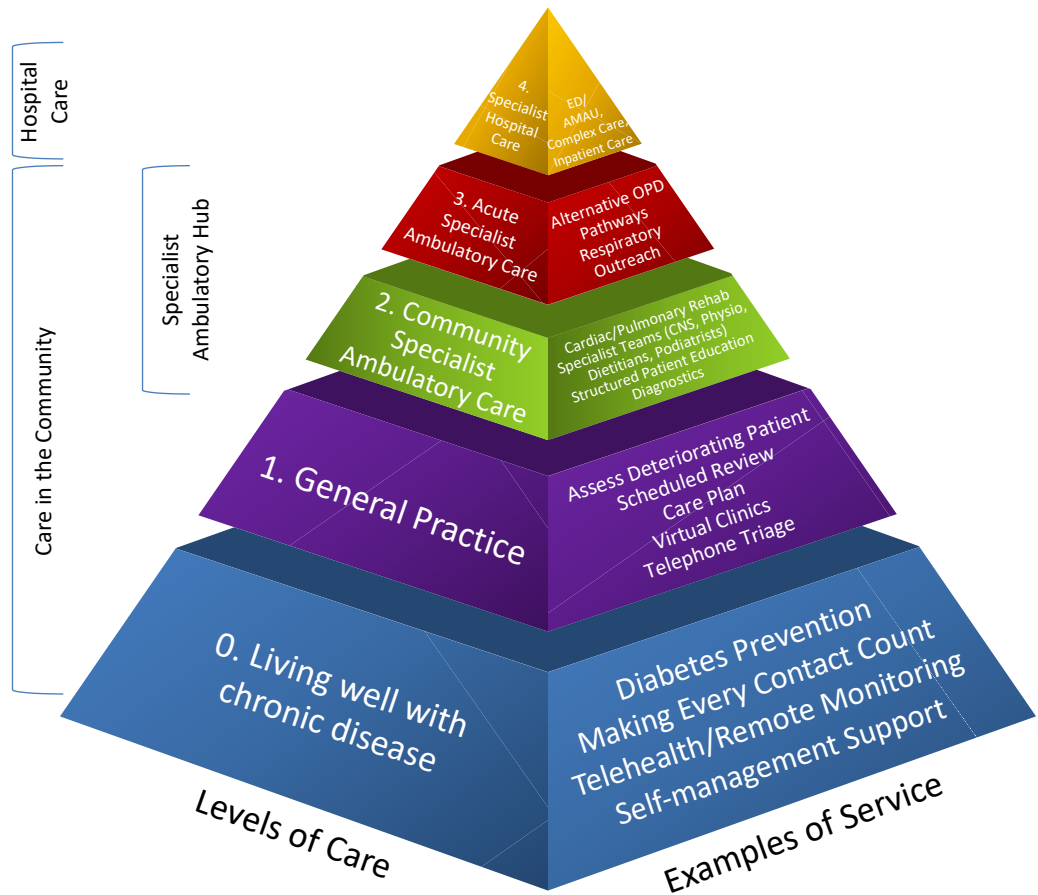 Hospital
Care
Care in the Community
Specialist
Ambulatory Hub
4.
Specialist
Hospital
Care
ED/
AMAU,
Complex Care,
Inpatient Care
3. Acute
Specialist
Ambulatory Care
Alternative OPD
Pathways
Respiratory
Outreach
2. Community
Specialist
Ambulatory Care
Cardiac/Pulmonary Rehab
Specialist Teams (CNS, Physio,
Dietitians, Podiatrists)
Structured Patient Education
Diagnostics
1. General Practice
Assess Deteriorating Patient
Scheduled Review
Care Plan
Virtual Clinics
Telephone Triage
0. Living well with
chronic disease
Diabetes Prevention
Making Every Contact Count
Telehealth/Remote Monitoring
Self-management Support
Levels of Care
Examples of Service